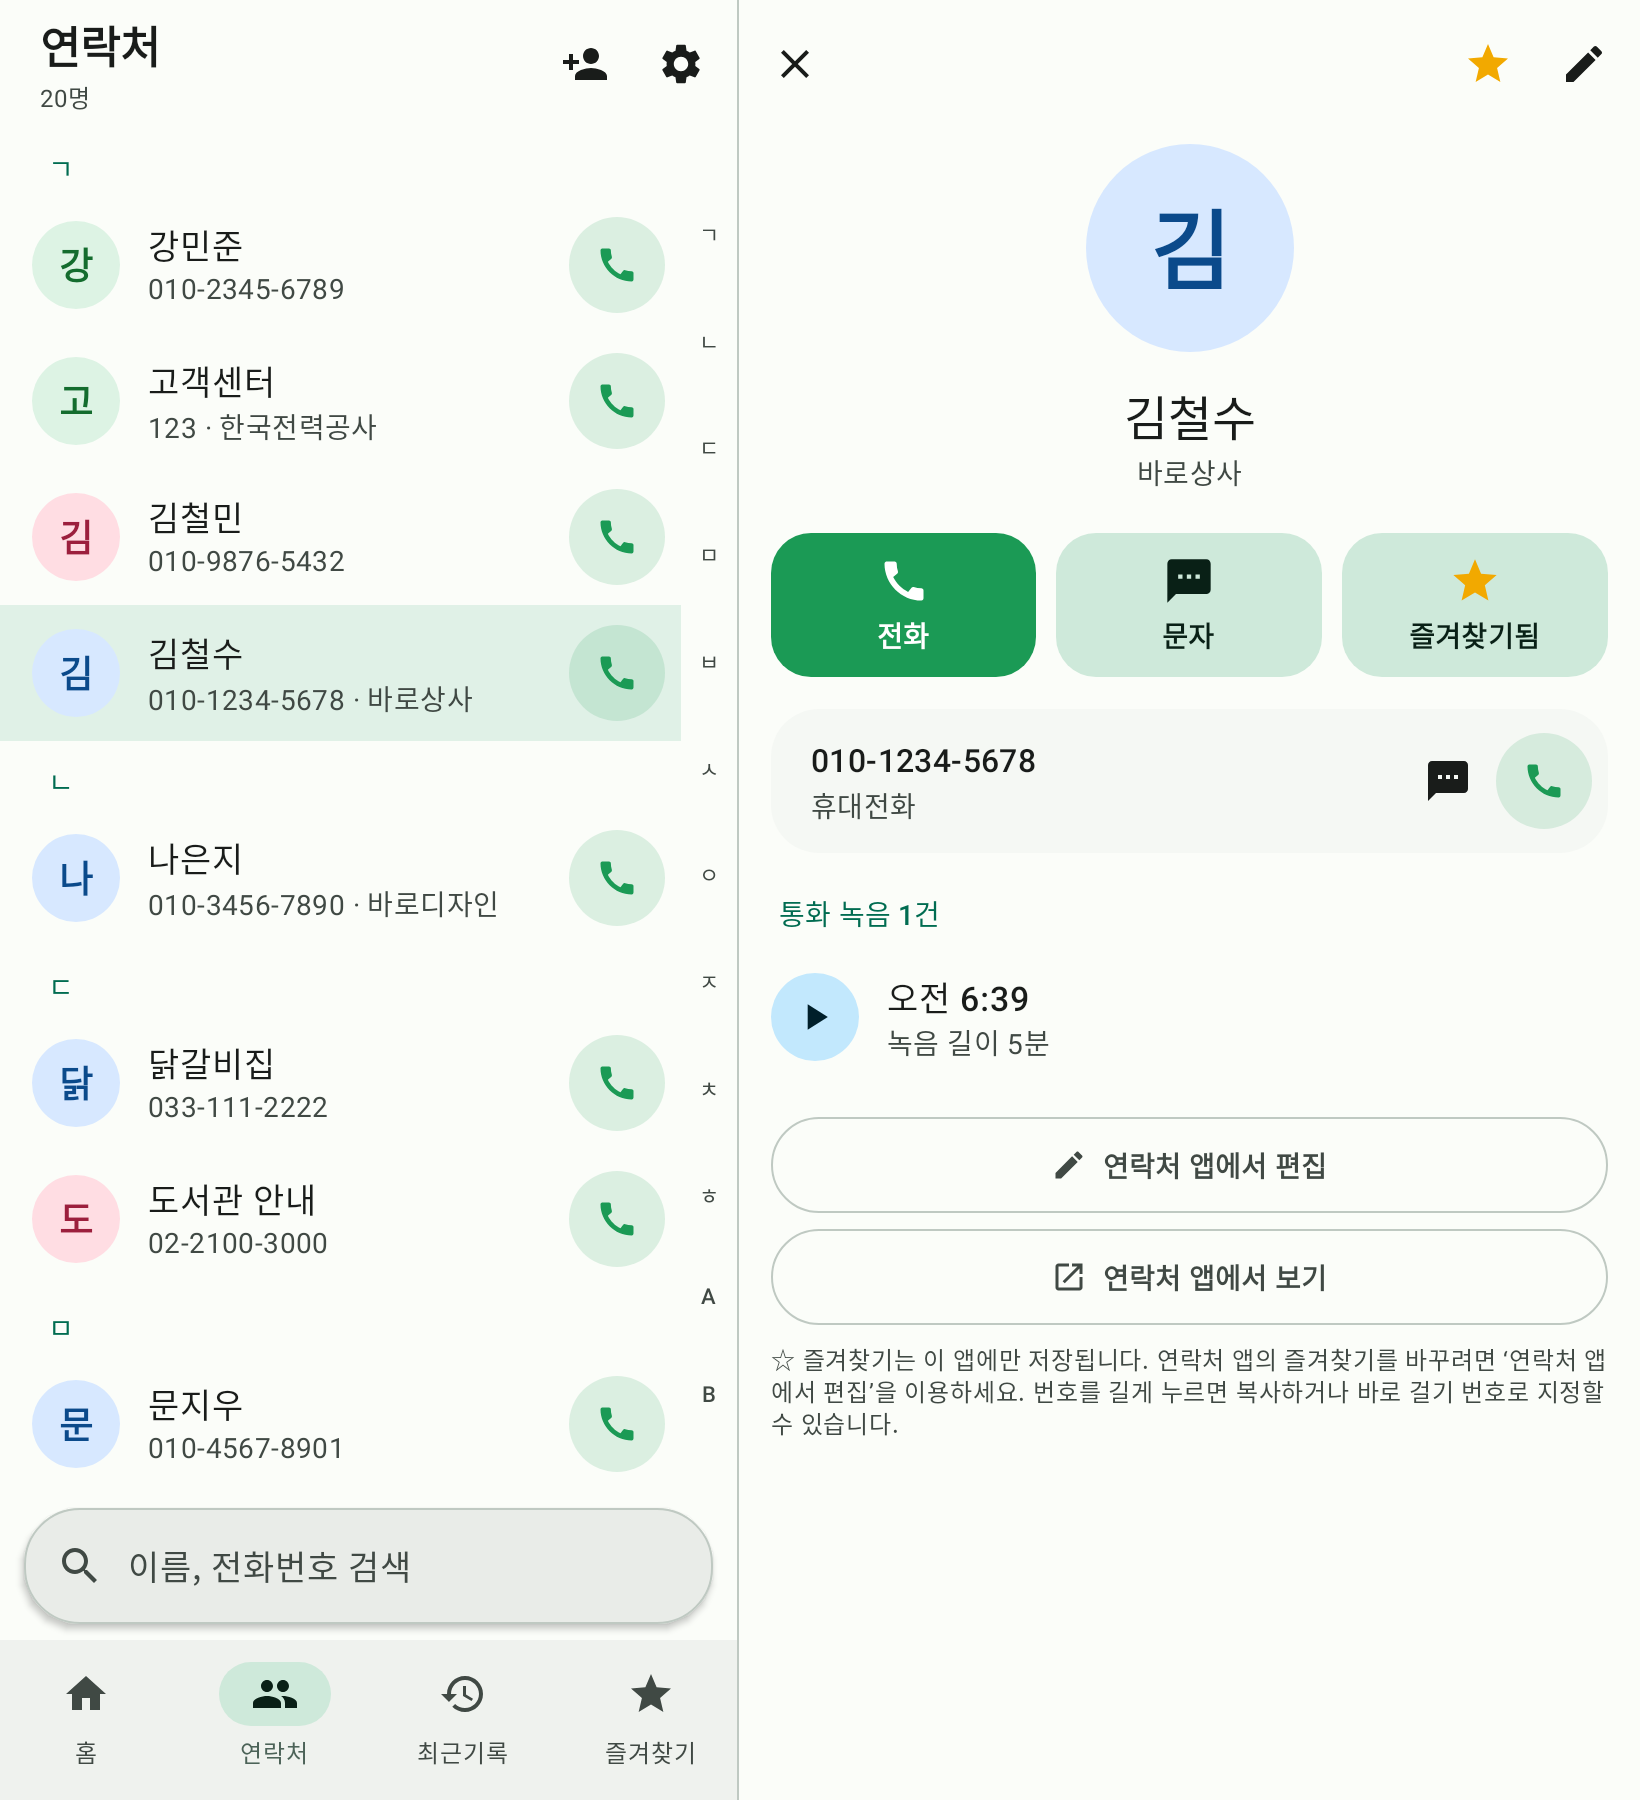 연락처
20명
ㄱ
강
강민준
010-2345-6789
고
고객센터
123 · 한국전력공사
김
김철민
010-9876-5432
김
김철수
010-1234-5678 · 바로상사
ㄴ
나
나은지
010-3456-7890 · 바로디자인
ㄷ
닭
닭갈비집
033-111-2222
도
도서관 안내
02-2100-3000
ㅁ
문
문지우
010-4567-8901
ㄱ
ㄴ
ㄷ
ㅁ
ㅂ
ㅅ
ㅇ
ㅈ
ㅊ
ㅎ
A
B
이름, 전화번호 검색
홈
연락처
최근기록
즐겨찾기
김
김철수
바로상사
전화
문자
즐겨찾기됨
010-1234-5678
휴대전화
통화 녹음 1건
오전 6:39
녹음 길이 5분
연락처 앱에서 편집
연락처 앱에서 보기
☆ 즐겨찾기는 이 앱에만 저장됩니다. 연락처 앱의 즐겨찾기를 바꾸려면 ‘연락처 앱
에서 편집’을 이용하세요. 번호를 길게 누르면 복사하거나 바로 걸기 번호로 지정할
수 있습니다.